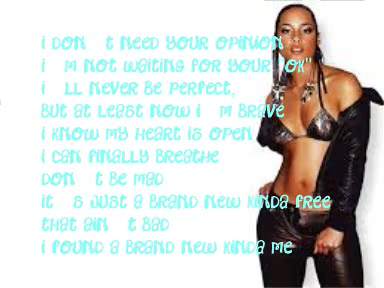 I DON    T NEED YOUR OPINION
I    M NOT WAITING FOR YOUR "OK"
I    LL NEVER BE PERFECT,
BUT AT LEAST NOW I    M BRAVE
I KNOW MY HEART IS OPEN
I CAN FINALLY BREATHE
DON    T BE MAD
IT    S JUST A BRAND NEW KINDA FREE
THAT AIN    T BAD
I FOUND A BRAND NEW KINDA ME